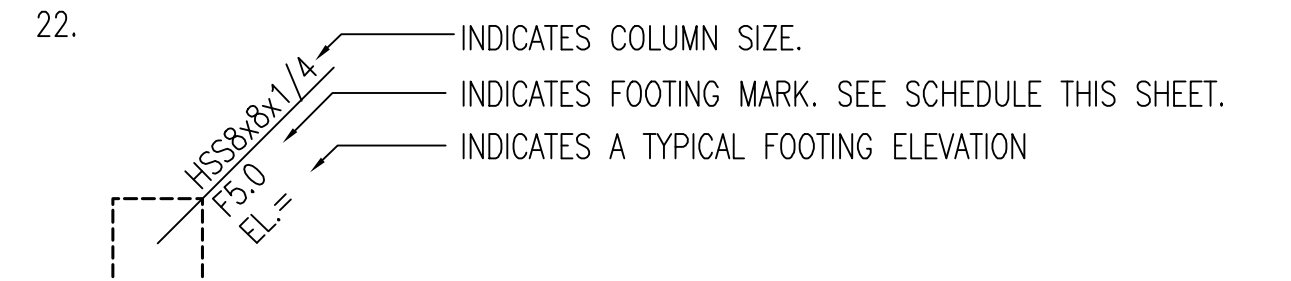 22.
INDICATES COLUMN SIZE.
HSS8x8x1/4
INDICATES FOOTING MARK. SEE SCHEDULE THIS SHEET.
F5.0
INDICATES A TYPICAL FOOTING ELEVATION
EL.=